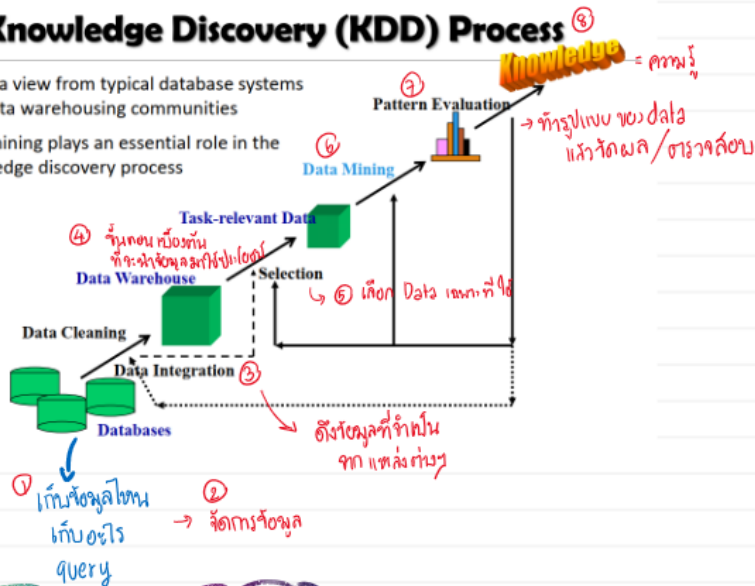 Knowledge Discovery (KDD) Process ⑧
a view from typical database systems
ta warehousing communities
ining plays an essential role in the
edge discovery process
Knowledge = ความรู้
⑦
Pattern Evaluation
→ ทำรูปแบบ ของ data
แล้ววัดผล / ตรวจสอบ
⑥
Data Mining
Task-relevant Data
④ ขั้นตอน เบื้องต้น
ที่จะนำข้อมูลมาใช้ประโยชน์
Data Warehouse
Selection
⑤ เลือก Data เฉพาะที่ใช้
Data Cleaning
Data Integration ③
ดึงข้อมูลที่จำเป็น
จาก แหล่งต่างๆ
Databases
① เก็บข้อมูลไหน
เก็บอะไร
query
②
→ จัดการข้อมูล